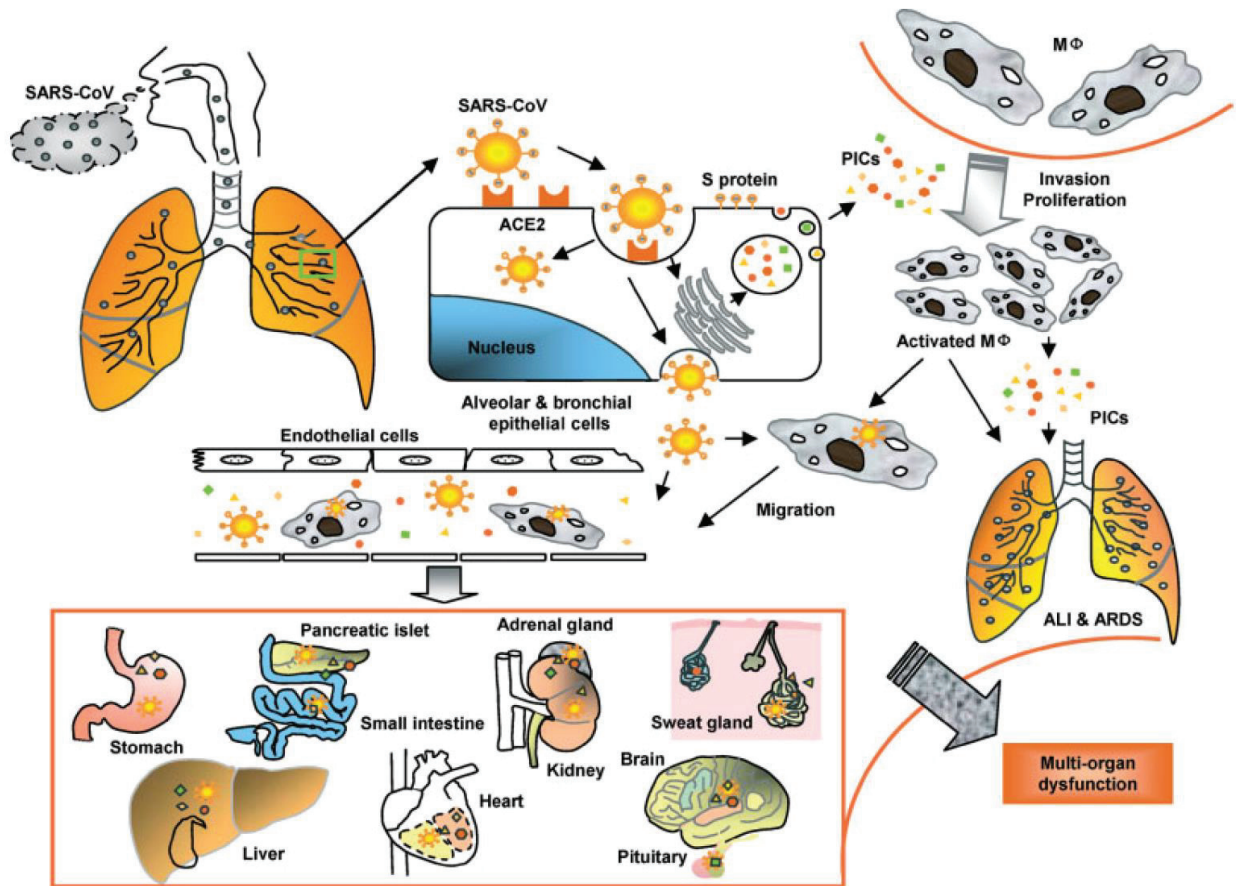 SARS-CoV
SARS-CoV
MΦ
PICs
Invasion
Proliferation
S protein
ACE2
Nucleus
Activated MΦ
PICs
Alveolar & bronchial
epithelial cells
Endothelial cells
Migration
ALI & ARDS
Pancreatic islet
Adrenal gland
Stomach
Small intestine
Kidney
Sweat gland
Brain
Heart
Liver
Pituitary
Multi-organ
dysfunction